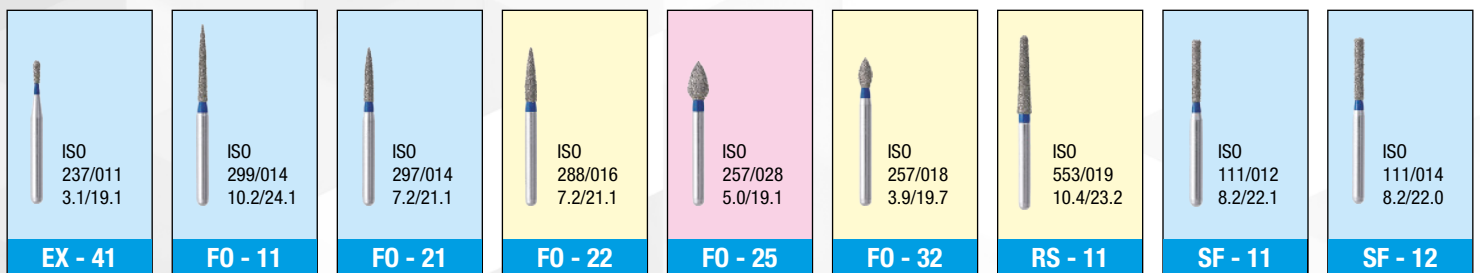 ISO
237/011
3.1/19.1
EX - 41
ISO
299/014
10.2/24.1
FO - 11
ISO
297/014
7.2/21.1
FO - 21
ISO
288/016
7.2/21.1
FO - 22
ISO
257/028
5.0/19.1
FO - 25
ISO
257/018
3.9/19.7
FO - 32
ISO
553/019
10.4/23.2
RS - 11
ISO
111/012
8.2/22.1
SF - 11
ISO
111/014
8.2/22.0
SF - 12